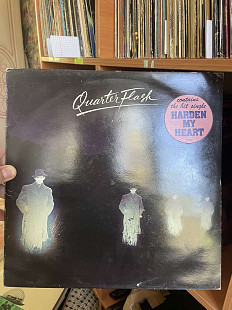 Quarterflash
contains
the hit single
HARDEN
MY
HEART